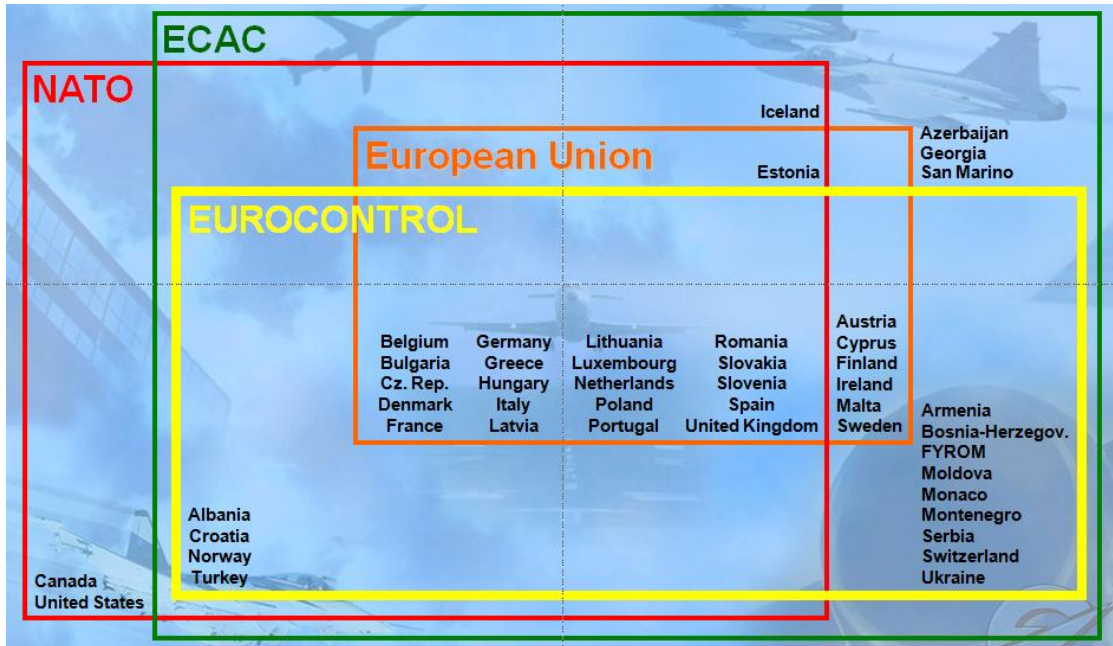 ECAC
NATO
Iceland
Azerbaijan
Georgia
San Marino
European Union
Estonia
EUROCONTROL
Belgium
Bulgaria
Cz. Rep.
Denmark
France
Germany
Greece
Hungary
Italy
Latvia
Lithuania
Luxembourg
Netherlands
Poland
Portugal
Romania
Slovakia
Slovenia
Spain
United Kingdom
Austria
Cyprus
Finland
Ireland
Malta
Sweden
Armenia
Bosnia-Herzegov.
FYROM
Moldova
Monaco
Montenegro
Serbia
Switzerland
Ukraine
Albania
Croatia
Norway
Turkey
Canada
United States